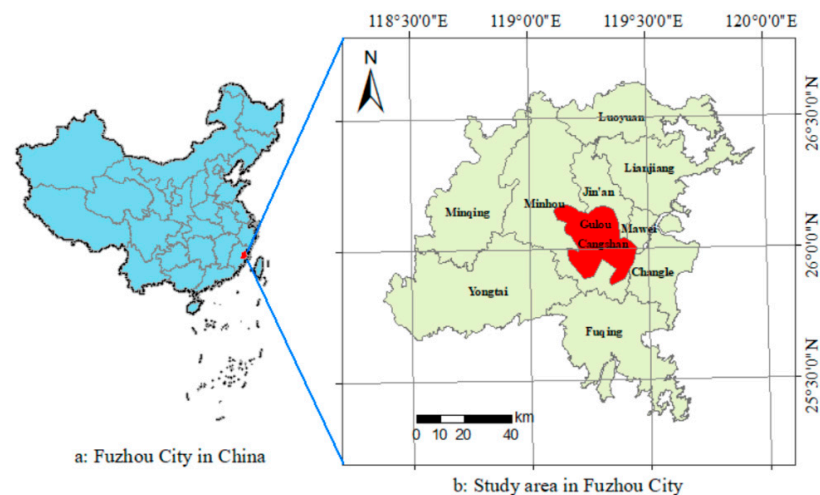 118°30'0"E 119°0'0"E 119°30'0"E 120°0'0"E
N
26°30'0"N
Luoyuan
Lianjiang
Jin'an
Minqing
Minhou
Gulou
Mawei
Cangshan
26°0'0"N
Changle
Yongtai
Fuqing
25°30'0"N
km
0 10 20 40
a: Fuzhou City in China
b: Study area in Fuzhou City